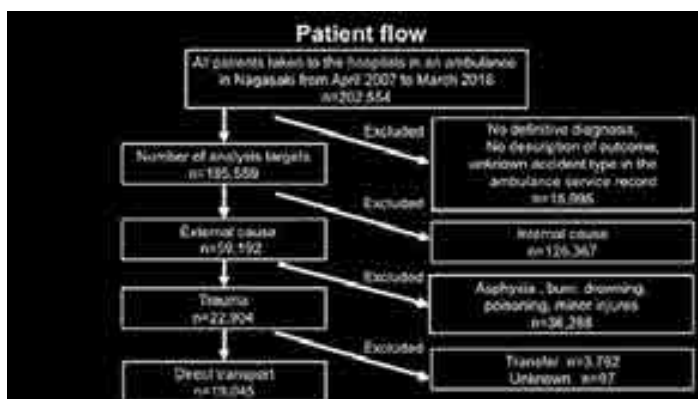 Patient flow
All patients taken to the hospitals in an ambulance
in Nagasaki from April 2007 to March
n=202,554
Excluded
No definitive diagnosis,
No description of outcome,
unknown accident type in the
ambulance service record
n=16,995
Number of analysis targets
n=185,559
Excluded
Internal cause
n=126,367
External cause
n=59,192
Excluded
Asphyxia, burn, drowning,
poisoning, minor injures
n=36,288
Trauma
n=22,904
Excluded
Transfer n=3,762
Unknown n=97
Direct transport
n=19,045